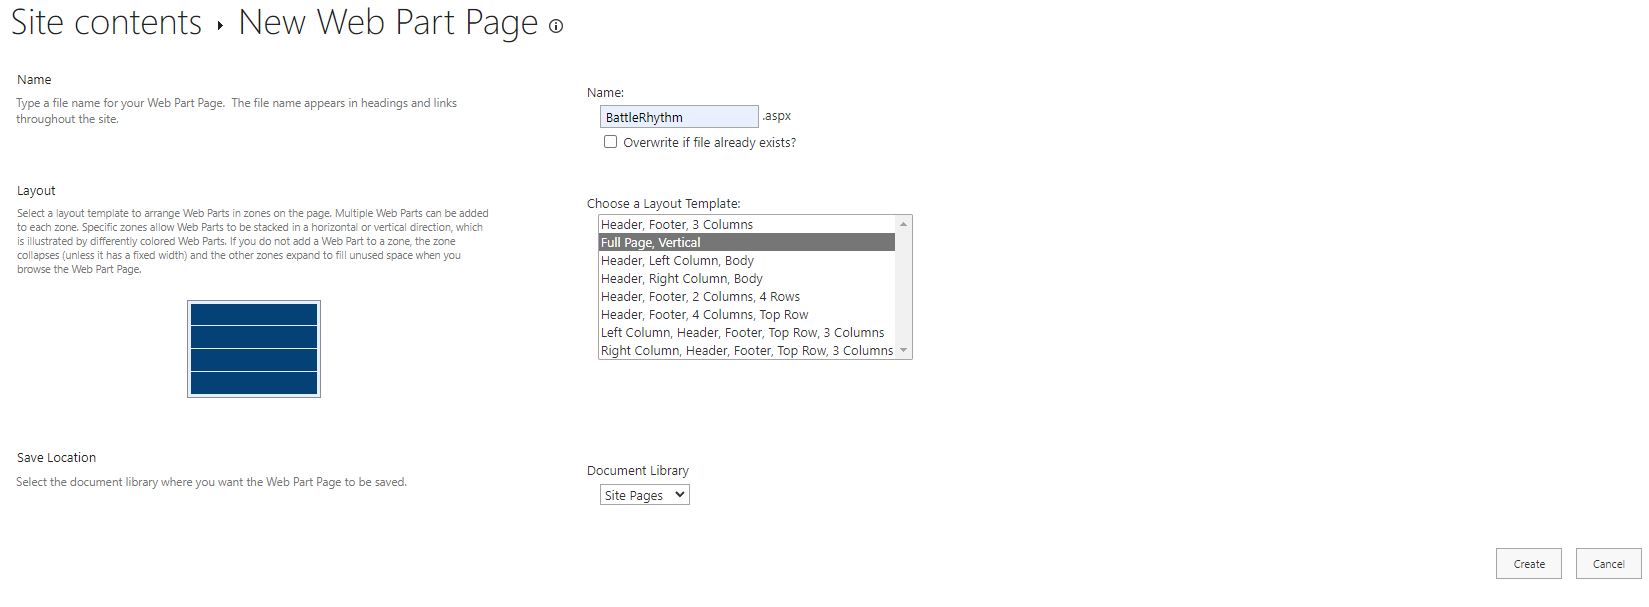 Site contents ▸ New Web Part Page
Name
Type a file name for your Web Part Page.  The file name appears in headings and links
throughout the site.
Name:
BattleRhythm .aspx
Overwrite if file already exists?
Layout
Select a layout template to arrange Web Parts in zones on the page. Multiple Web Parts can be added
to each zone. Specific zones allow Web Parts to be stacked in a horizontal or vertical direction, which
is illustrated by differently colored Web Parts. If you do not add a Web Part to a zone, the zone
collapses (unless it has a fixed width) and the other zones expand to fill unused space when you
browse the Web Part Page.
Choose a Layout Template:
Header, Footer, 3 Columns
Full Page, Vertical
Header, Left Column, Body
Header, Right Column, Body
Header, Footer, 2 Columns, 4 Rows
Header, Footer, 4 Columns, Top Row
Left Column, Header, Footer, Top Row, 3 Columns
Right Column, Header, Footer, Top Row, 3 Columns
Save Location
Select the document library where you want the Web Part Page to be saved.
Document Library
Site Pages
Create Cancel